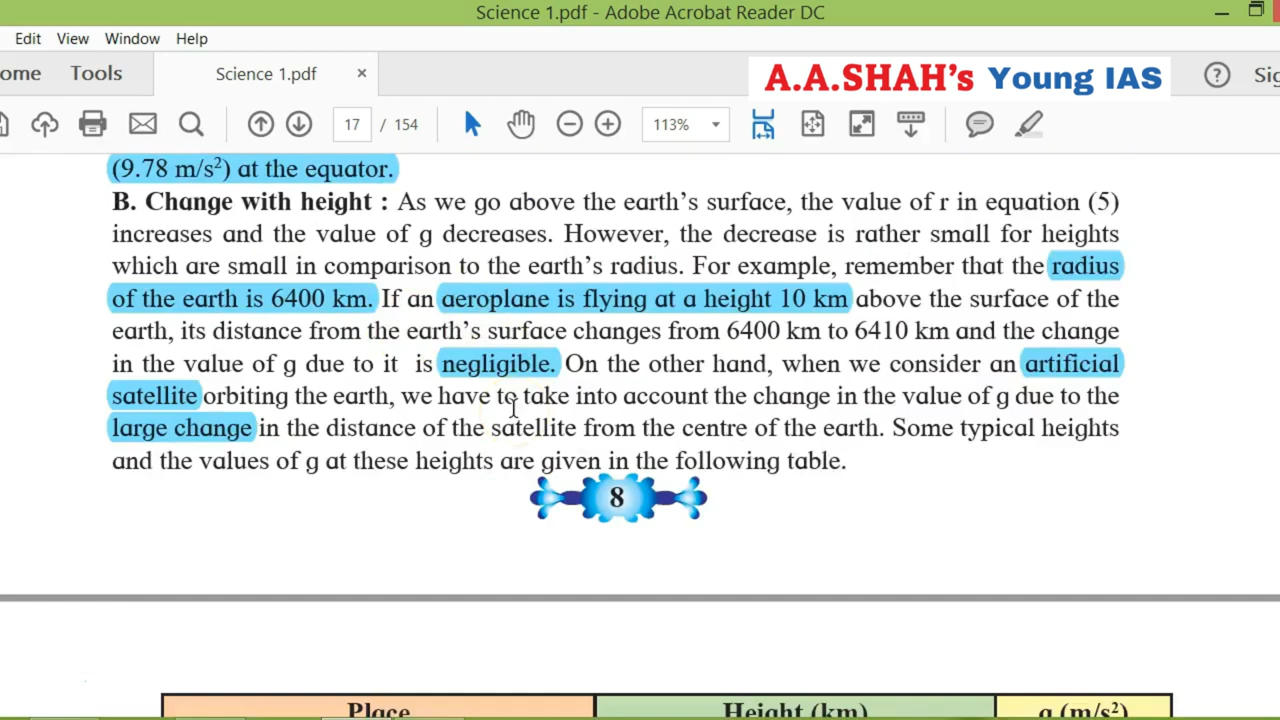 Science 1.pdf - Adobe Acrobat Reader DC
Edit View Window Help
ome Tools Science 1.pdf ×
A.A.SHAH's Young IAS
? Sig
17 / 154 113%
(9.78 m/s²) at the equator.
B. Change with height : As we go above the earth's surface, the value of r in equation (5)
increases and the value of g decreases. However, the decrease is rather small for heights
which are small in comparison to the earth's radius. For example, remember that the radius
of the earth is 6400 km. If an aeroplane is flying at a height 10 km above the surface of the
earth, its distance from the earth's surface changes from 6400 km to 6410 km and the change
in the value of g due to it is negligible. On the other hand, when we consider an artificial
satellite orbiting the earth, we have to take into account the change in the value of g due to the
large change in the distance of the satellite from the centre of the earth. Some typical heights
and the values of g at these heights are given in the following table.
8
Place Height (km) g (m/s²)